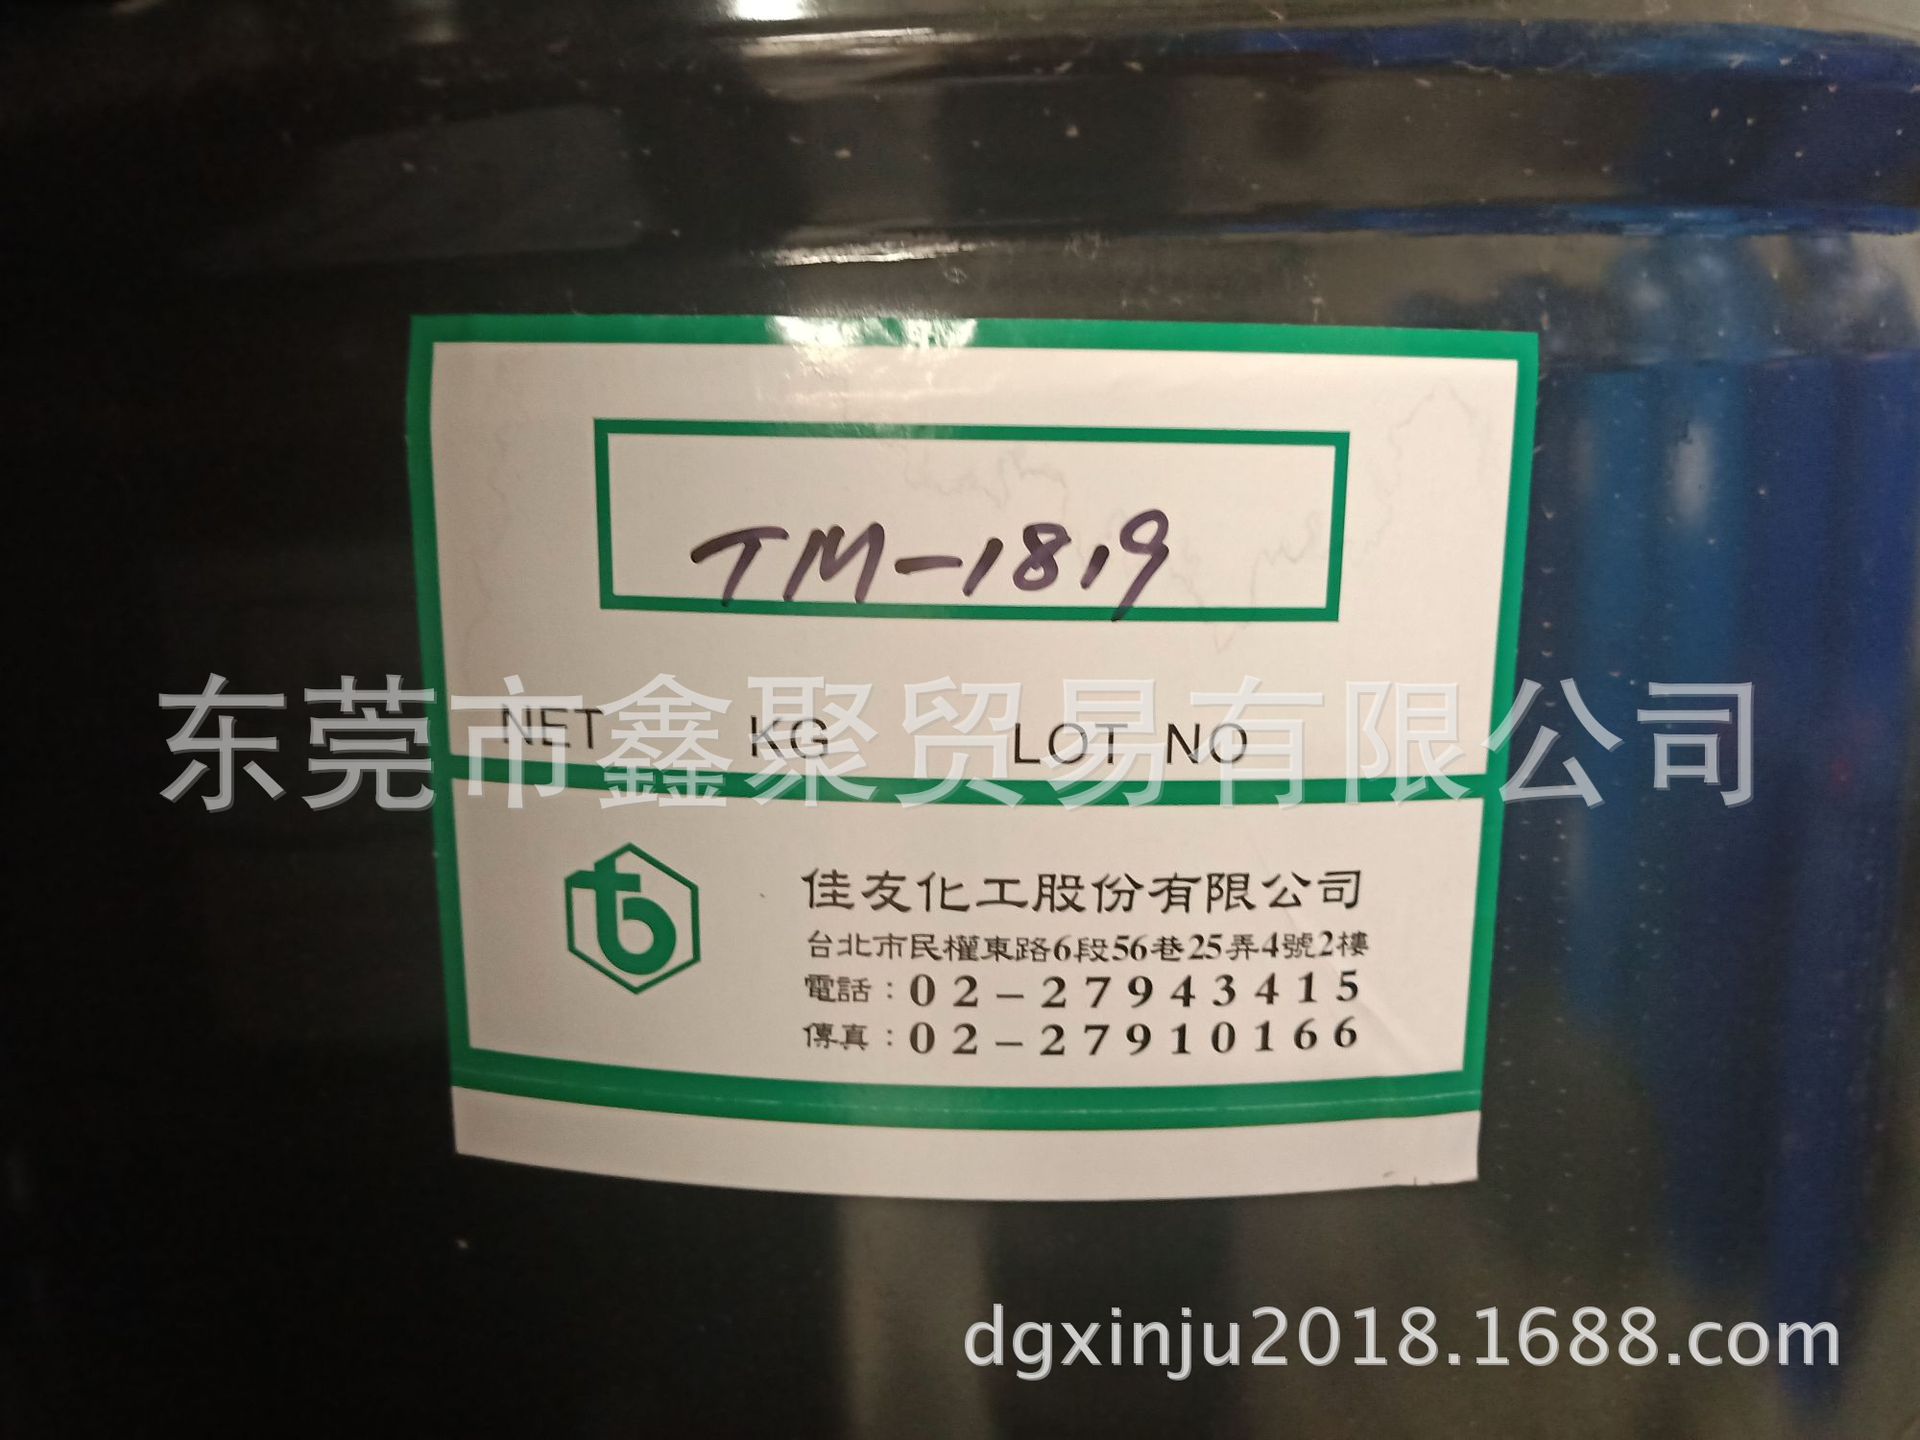 TM-1819
NET KG LOT NO
东莞市鑫聚贸易有限公司
佳友化工股份有限公司
台北市民權東路6段56巷25弄4號2樓
電話：02-27943415
傳真：02-27910166
dgxinju2018.1688.com